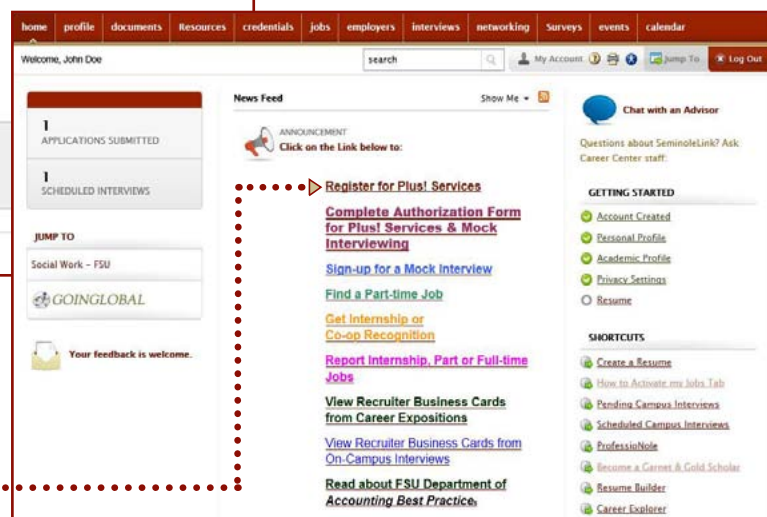 home profile documents Resources credentials jobs employers interviews networking Surveys events calendar
Welcome, John Doe
search
My Account
Jump To
Log Out
1
APPLICATIONS SUBMITTED
1
SCHEDULED INTERVIEWS
JUMP TO
Social Work - FSU
GOINGLOBAL
Your feedback is welcome.
News Feed
Show Me
ANNOUNCEMENT
Click on the Link below to:
Register for Plus! Services
Complete Authorization Form
for Plus! Services & Mock
Interviewing
Sign-up for a Mock Interview
Find a Part-time Job
Get Internship or
Co-op Recognition
Report Internship, Part or Full-time
Jobs
View Recruiter Business Cards
from Career Expositions
View Recruiter Business Cards from
On-Campus Interviews
Read about FSU Department of
Accounting Best Practice.
Chat with an Advisor
Questions about SeminoleLink? Ask
Career Center staff:
GETTING STARTED
Account Created
Personal Profile
Academic Profile
Privacy Settings
Resume
SHORTCUTS
Create a Resume
How to Activate my Jobs Tab
Pending Campus Interviews
Scheduled Campus Interviews
ProfessioNole
Become a Garnet & Gold Scholar
Resume Builder
Career Explorer